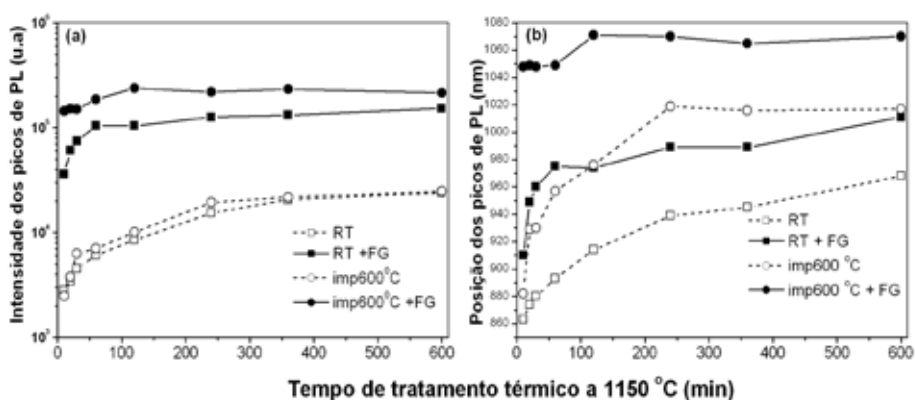 (a)
Intensidade dos picos de PL (u.a)
10⁶
10⁵
10⁴
10³
RT
RT +FG
imp600⁰C
imp600⁰C +FG
0 100 200 300 400 500 600
(b)
Posição dos picos de PL (nm)
1080
1060
1040
1020
1000
980
960
940
920
900
880
860
RT
RT + FG
imp600 °C
imp600 °C + FG
0 100 200 300 400 500 600
Tempo de tratamento térmico a 1150 °C (min)